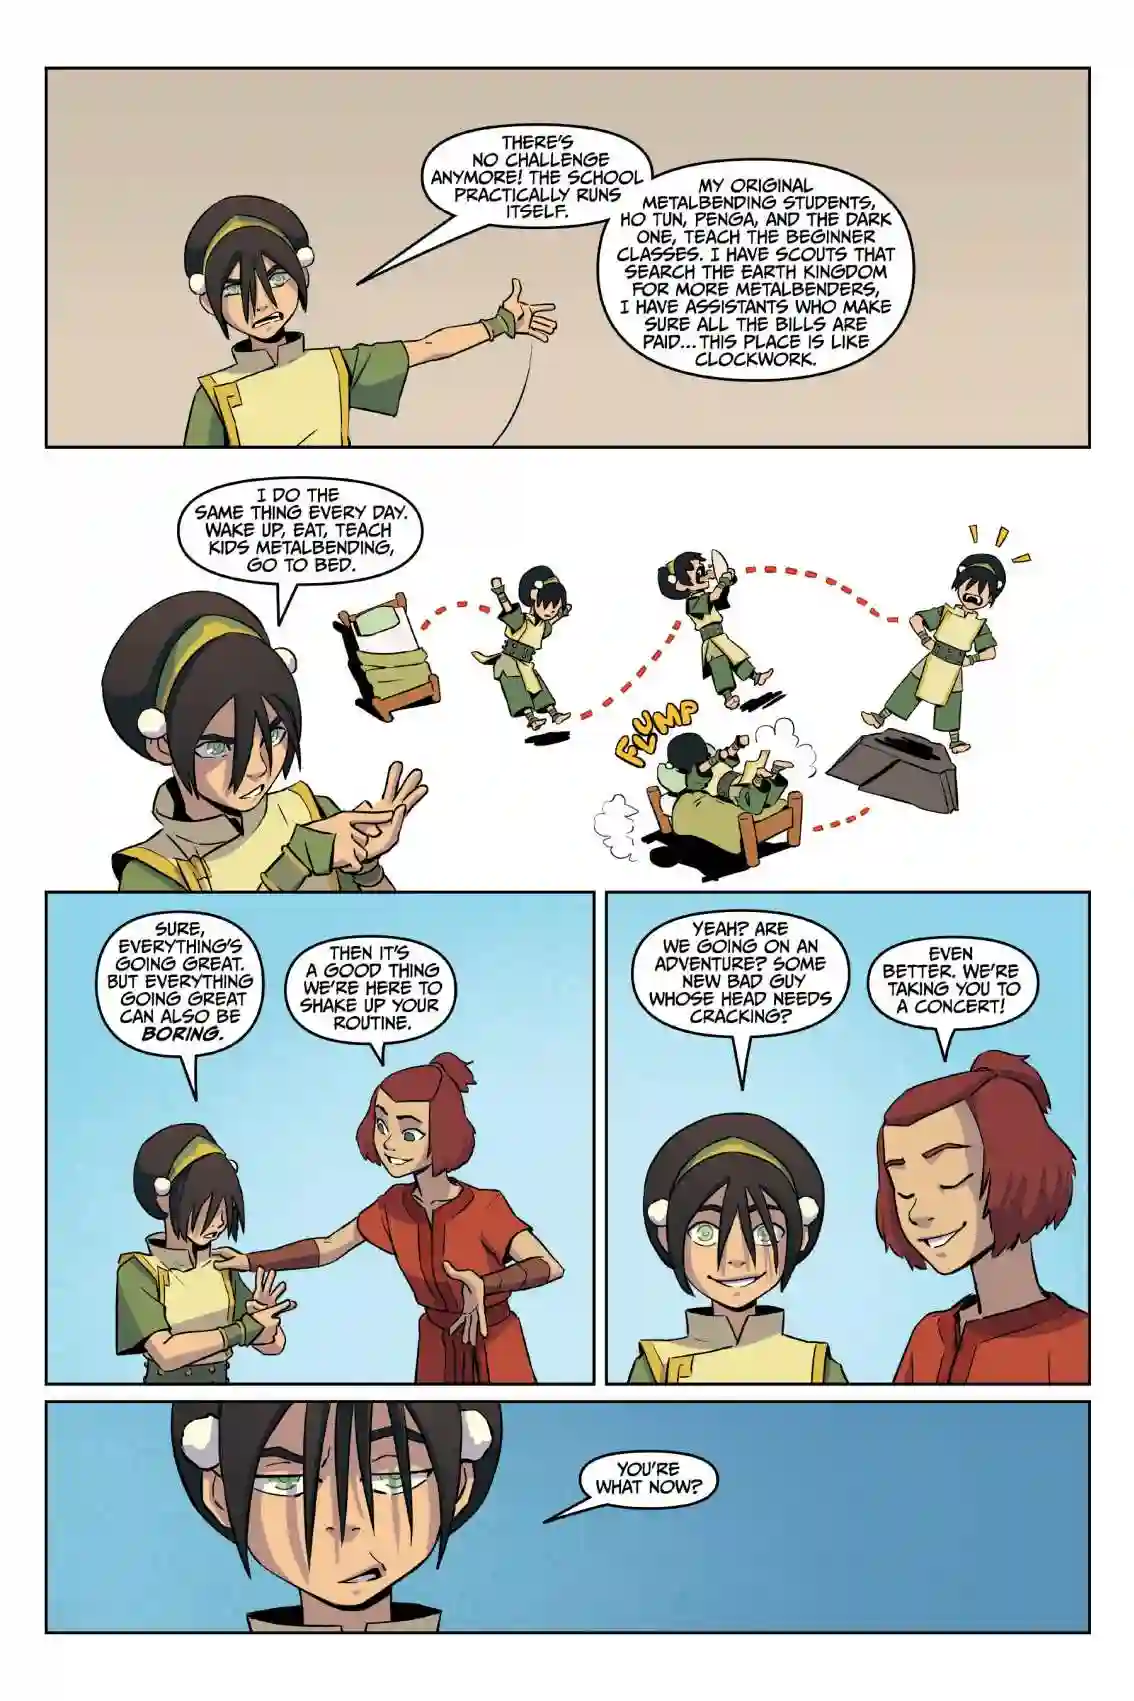 THERE'S
NO CHALLENGE
ANYMORE! THE SCHOOL
PRACTICALLY RUNS
ITSELF.
MY ORIGINAL
METALBENDING STUDENTS,
HO TUN, PENGA, AND THE DARK
ONE, TEACH THE BEGINNER
CLASSES. I HAVE SCOUTS THAT
SEARCH THE EARTH KINGDOM
FOR MORE METALBENDERS,
I HAVE ASSISTANTS WHO MAKE
SURE ALL THE BILLS ARE
PAID...THIS PLACE IS LIKE
CLOCKWORK.
I DO THE
SAME THING EVERY DAY.
WAKE UP, EAT, TEACH
KIDS METALBENDING,
GO TO BED.
FLUMP
SURE,
EVERYTHING'S
GOING GREAT.
BUT EVERYTHING
GOING GREAT
CAN ALSO BE
BORING.
THEN IT'S
A GOOD THING
WE'RE HERE TO
SHAKE UP YOUR
ROUTINE.
YEAH? ARE
WE GOING ON AN
ADVENTURE? SOME
NEW BAD GUY
WHOSE HEAD NEEDS
CRACKING?
EVEN
BETTER. WE'RE
TAKING YOU TO
A CONCERT!
YOU'RE
WHAT NOW?